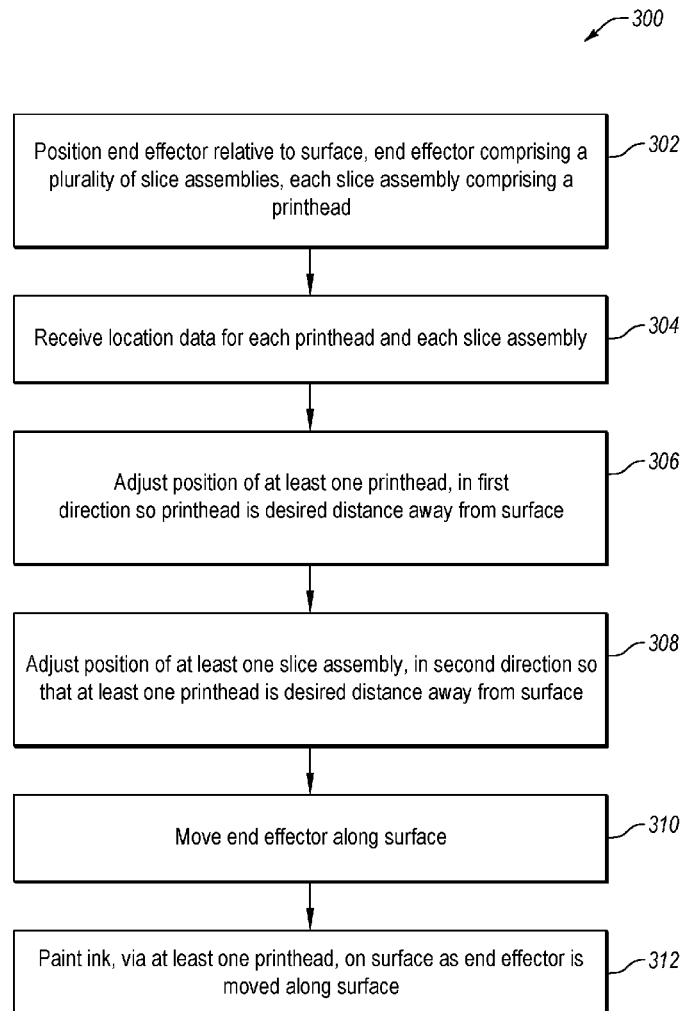 300
Position end effector relative to surface, end effector comprising a
plurality of slice assemblies, each slice assembly comprising a
printhead
302
Receive location data for each printhead and each slice assembly
304
Adjust position of at least one printhead, in first
direction so printhead is desired distance away from surface
306
Adjust position of at least one slice assembly, in second direction so
that at least one printhead is desired distance away from surface
308
Move end effector along surface
310
Paint ink, via at least one printhead, on surface as end effector is
moved along surface
312